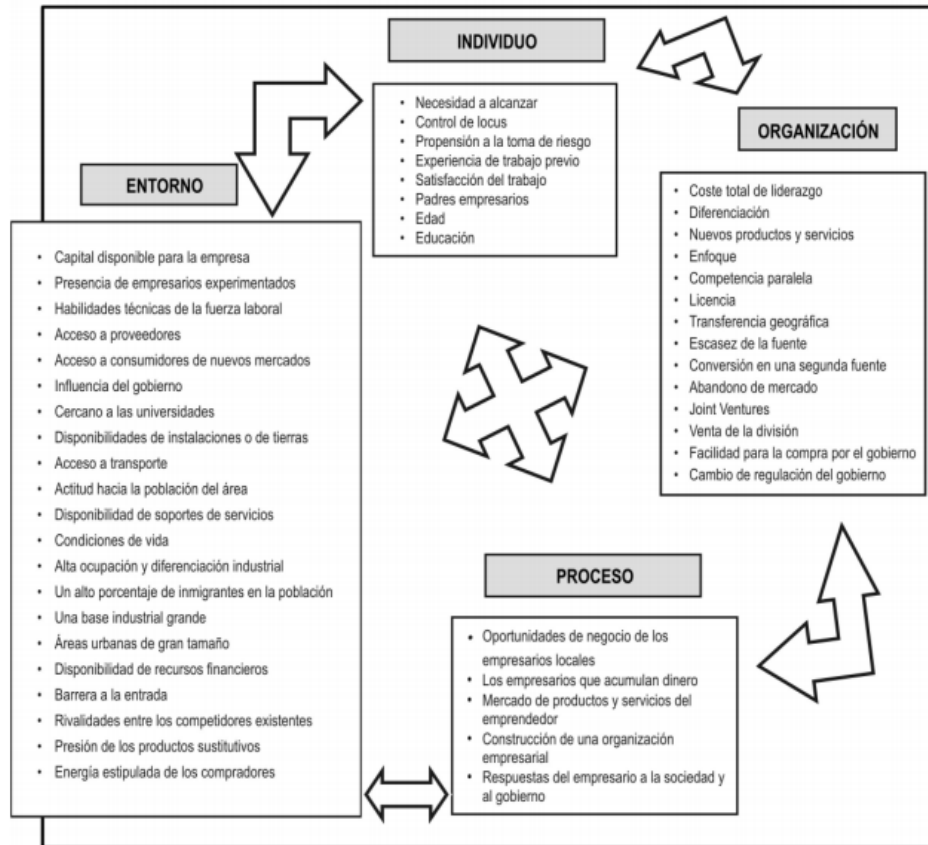 INDIVIDUO
• Necesidad a alcanzar
• Control de locus
• Propensión a la toma de riesgo
• Experiencia de trabajo previo
• Satisfacción del trabajo
• Padres empresarios
• Edad
• Educación
ORGANIZACIÓN
• Coste total de liderazgo
• Diferenciación
• Nuevos productos y servicios
• Enfoque
• Competencia paralela
• Licencia
• Transferencia geográfica
• Escasez de la fuente
• Conversión en una segunda fuente
• Abandono de mercado
• Joint Ventures
• Venta de la división
• Facilidad para la compra por el gobierno
• Cambio de regulación del gobierno
ENTORNO
• Capital disponible para la empresa
• Presencia de empresarios experimentados
• Habilidades técnicas de la fuerza laboral
• Acceso a proveedores
• Acceso a consumidores de nuevos mercados
• Influencia del gobierno
• Cercano a las universidades
• Disponibilidades de instalaciones o de tierras
• Acceso a transporte
• Actitud hacia la población del área
• Disponibilidad de soportes de servicios
• Condiciones de vida
• Alta ocupación y diferenciación industrial
• Un alto porcentaje de inmigrantes en la población
• Una base industrial grande
• Áreas urbanas de gran tamaño
• Disponibilidad de recursos financieros
• Barrera a la entrada
• Rivalidades entre los competidores existentes
• Presión de los productos sustitutivos
• Energía estipulada de los compradores
PROCESO
• Oportunidades de negocio de los
empresarios locales
• Los empresarios que acumulan dinero
• Mercado de productos y servicios del
emprendedor
• Construcción de una organización
empresarial
• Respuestas del empresario a la sociedad y
al gobierno